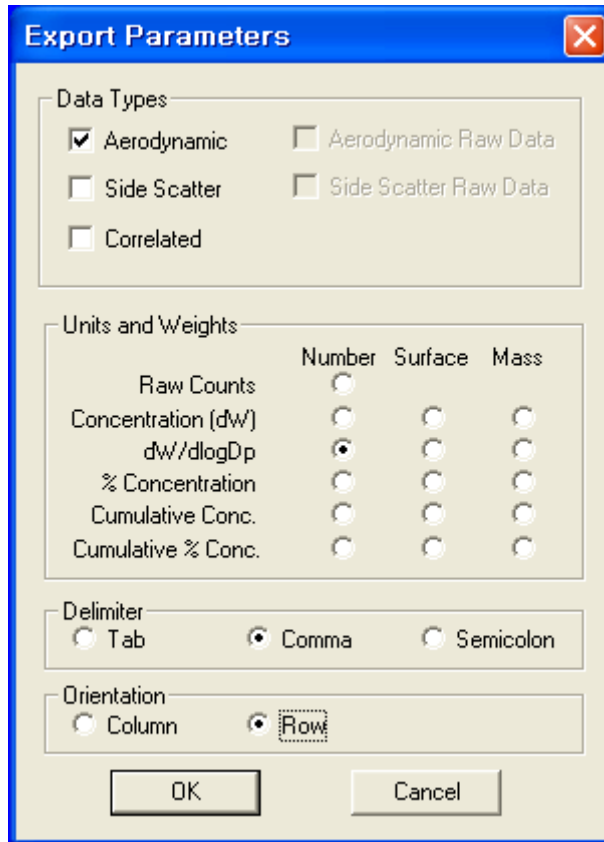 Export Parameters
Data Types
Aerodynamic Aerodynamic Raw Data
Side Scatter Side Scatter Raw Data
Correlated
Units and Weights
Number Surface Mass
Raw Counts
Concentration (dW)
dW/dlogDp
% Concentration
Cumulative Conc.
Cumulative % Conc.
Delimiter
Tab Comma Semicolon
Orientation
Column Row
OK Cancel